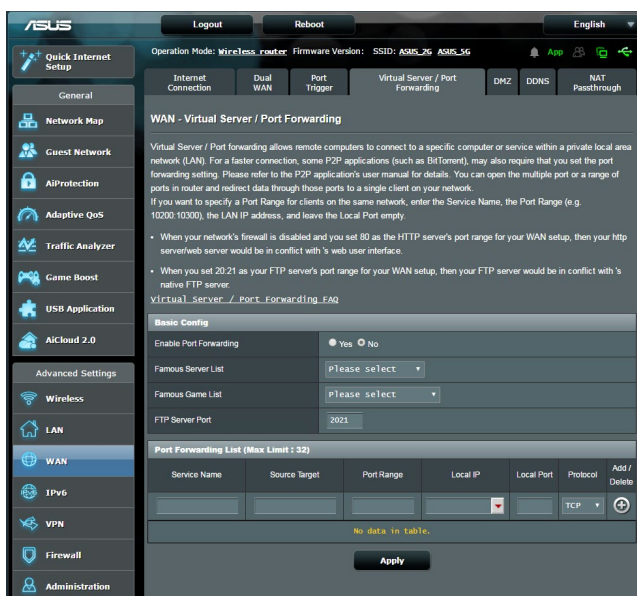 ASUS
Logout
Reboot
English
Quick Internet Setup
Operation Mode: Wireless router Firmware Version: SSID: ASUS_2G ASUS_5G
App
General
Network Map
Guest Network
AiProtection
Adaptive QoS
Traffic Analyzer
Game Boost
USB Application
AiCloud 2.0
Advanced Settings
Wireless
LAN
WAN
IPv6
VPN
Firewall
Administration
Internet Connection
Dual WAN
Port Trigger
Virtual Server / Port Forwarding
DMZ
DDNS
NAT Passthrough
WAN - Virtual Server / Port Forwarding
Virtual Server / Port forwarding allows remote computers to connect to a specific computer or service within a private local area
network (LAN). For a faster connection, some P2P applications (such as BitTorrent), may also require that you set the port
forwarding setting. Please refer to the P2P application's user manual for details. You can open the multiple port or a range of
ports in router and redirect data through those ports to a single client on your network.
If you want to specify a Port Range for clients on the same network, enter the Service Name, the Port Range (e.g.
10200:10300), the LAN IP address, and leave the Local Port empty.
• When your network's firewall is disabled and you set 80 as the HTTP server's port range for your WAN setup, then your http
server/web server would be in conflict with 's web user interface.
• When you set 20:21 as your FTP server's port range for your WAN setup, then your FTP server would be in conflict with 's
native FTP server.
Virtual Server / Port Forwarding FAQ
Basic Config
Enable Port Forwarding
Yes No
Famous Server List
Please select
Famous Game List
Please select
FTP Server Port
2021
Port Forwarding List (Max Limit : 32)
Service Name
Source Target
Port Range
Local IP
Local Port
Protocol
Add / Delete
TCP
No data in table.
Apply